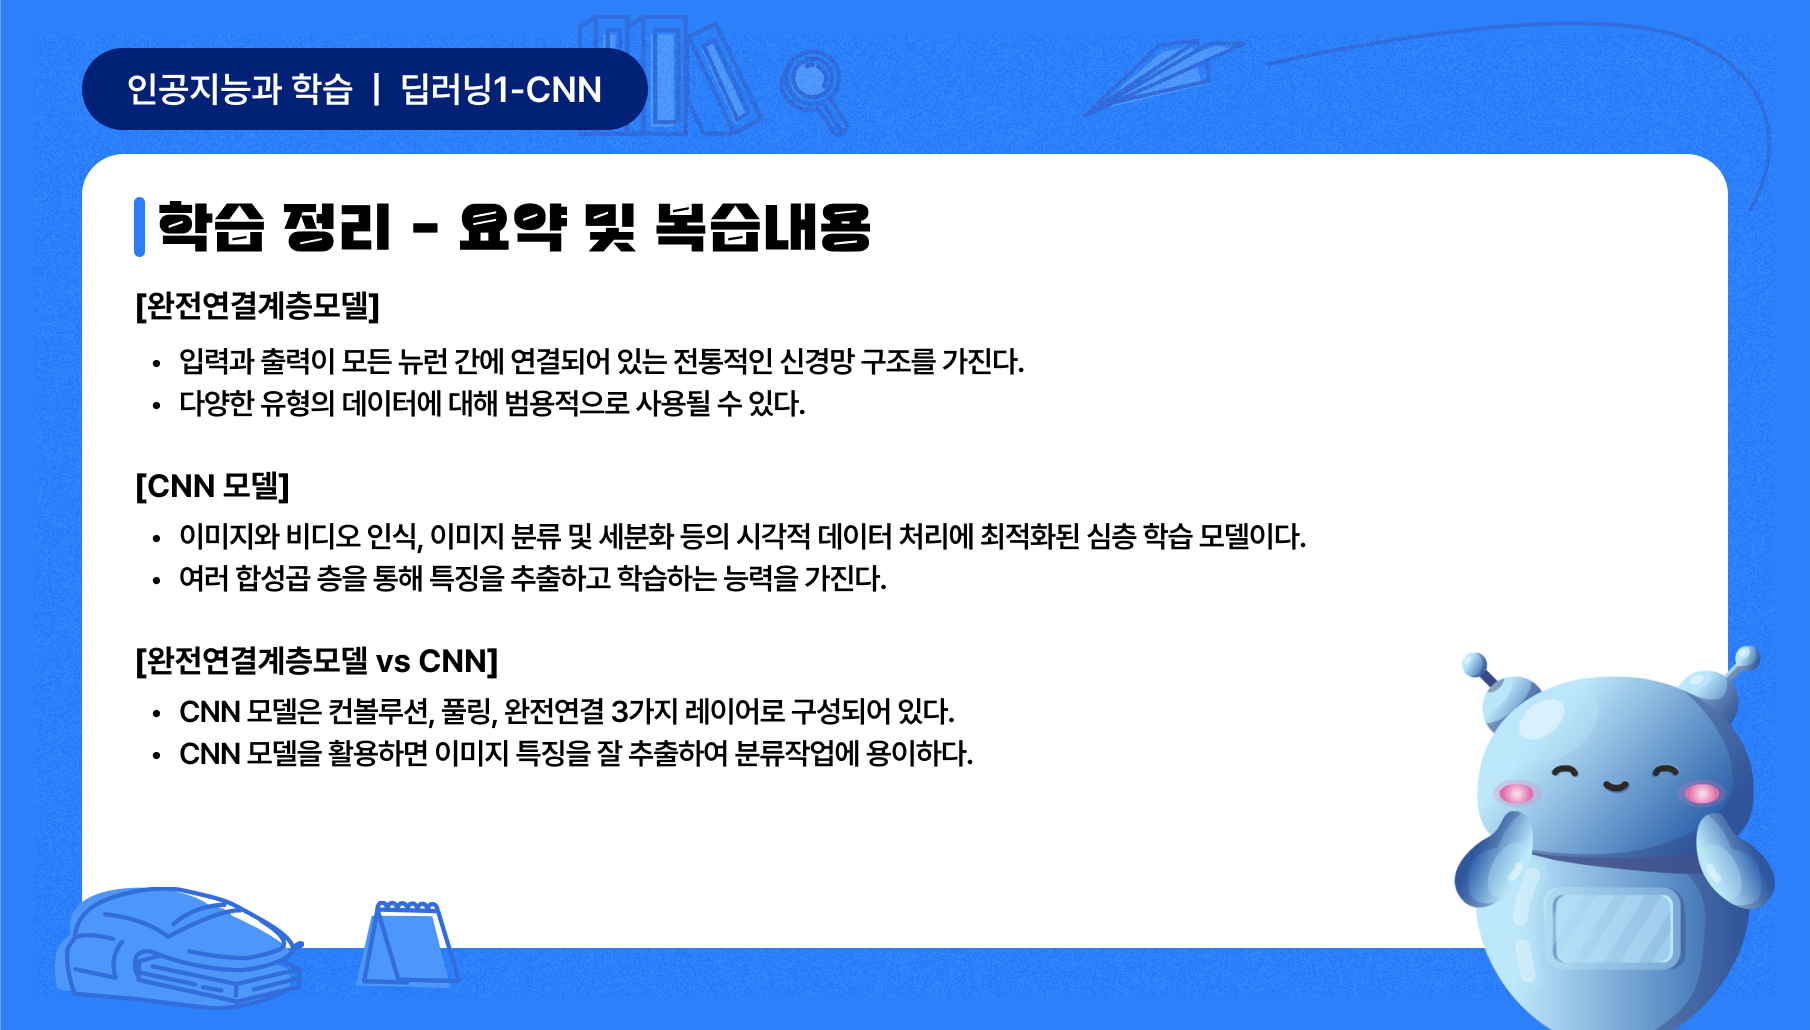 인공지능과 학습 | 딥러닝1-CNN
학습 정리 - 요약 및 복습내용
[완전연결계층모델]
• 입력과 출력이 모든 뉴런 간에 연결되어 있는 전통적인 신경망 구조를 가진다.
• 다양한 유형의 데이터에 대해 범용적으로 사용될 수 있다.
[CNN 모델]
• 이미지와 비디오 인식, 이미지 분류 및 세분화 등의 시각적 데이터 처리에 최적화된 심층 학습 모델이다.
• 여러 합성곱 층을 통해 특징을 추출하고 학습하는 능력을 가진다.
[완전연결계층모델 vs CNN]
• CNN 모델은 컨볼루션, 풀링, 완전연결 3가지 레이어로 구성되어 있다.
• CNN 모델을 활용하면 이미지 특징을 잘 추출하여 분류작업에 용이하다.